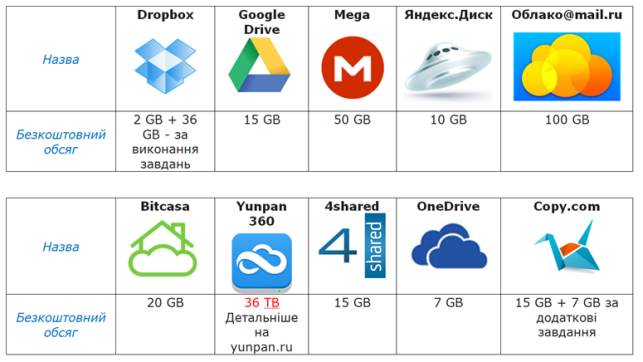 Назва
Dropbox
Google
Drive
Mega
M
Яндекс.Диск
Облако@mail.ru
Безкоштовний
обсяг
2 GB + 36
GB - за
виконання
завдань
15 GB
50 GB
10 GB
100 GB
Назва
Bitcasa
Yunpan
360
4shared
4
shared
OneDrive
Copy.com
Безкоштовний
обсяг
20 GB
36 TB
Детальніше
на
yunpan.ru
15 GB
7 GB
15 GB + 7 GB за
додаткові
завдання